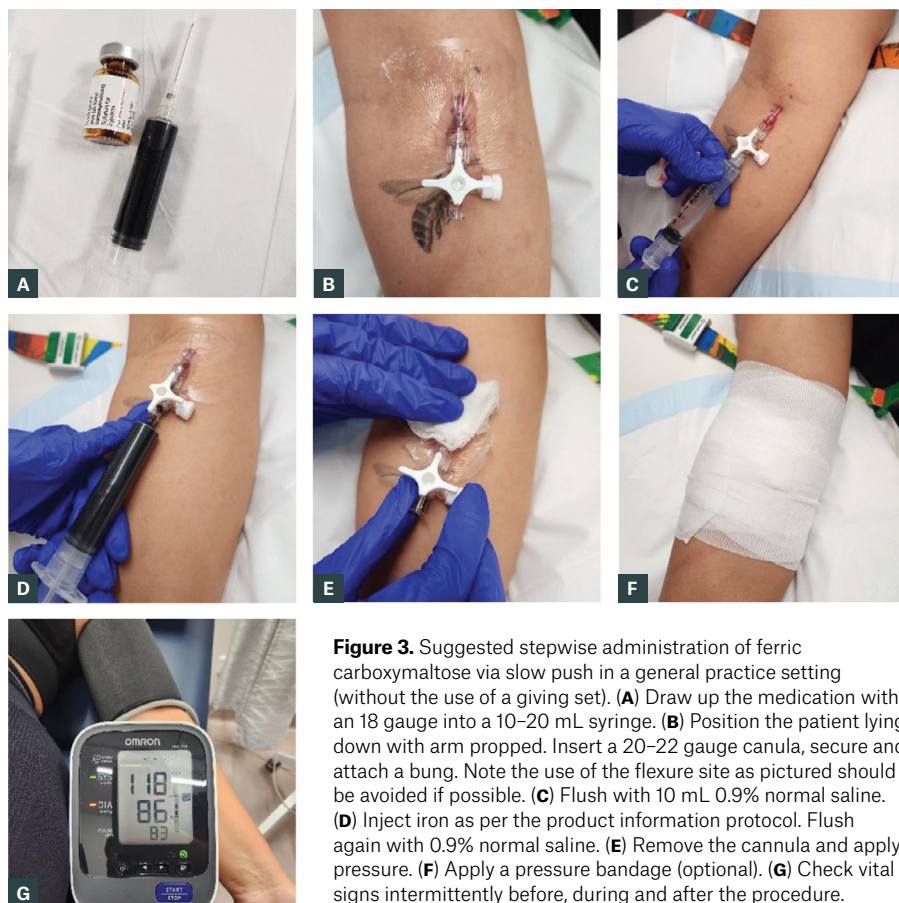 A
B
C
D
E
F
OMRON
SYS
118
DIA
86
PULSE
83
START
STOP
G
Figure 3. Suggested stepwise administration of ferric
carboxymaltose via slow push in a general practice setting
(without the use of a giving set). (A) Draw up the medication with
an 18 gauge into a 10–20 mL syringe. (B) Position the patient lying
down with arm propped. Insert a 20–22 gauge canula, secure and
attach a bung. Note the use of the flexure site as pictured should
be avoided if possible. (C) Flush with 10 mL 0.9% normal saline.
(D) Inject iron as per the product information protocol. Flush
again with 0.9% normal saline. (E) Remove the cannula and apply
pressure. (F) Apply a pressure bandage (optional). (G) Check vital
signs intermittently before, during and after the procedure.